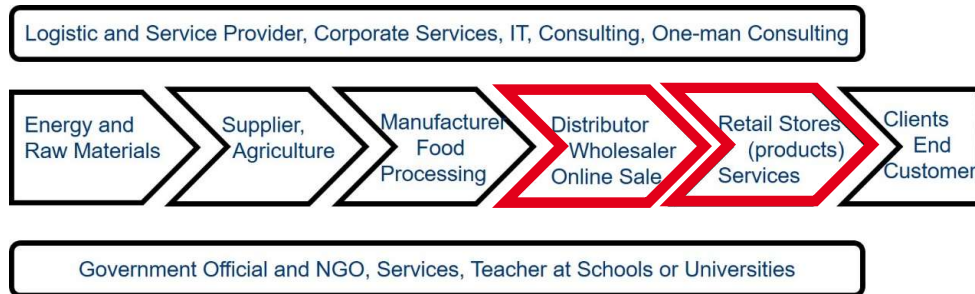 Logistic and Service Provider, Corporate Services, IT, Consulting, One-man Consulting
Energy and
Raw Materials
Supplier,
Agriculture
Manufacturer
Food
Processing
Distributor
Wholesaler
Online Sale
Retail Stores
(products)
Services
Clients
End
Customer
Government Official and NGO, Services, Teacher at Schools or Universities